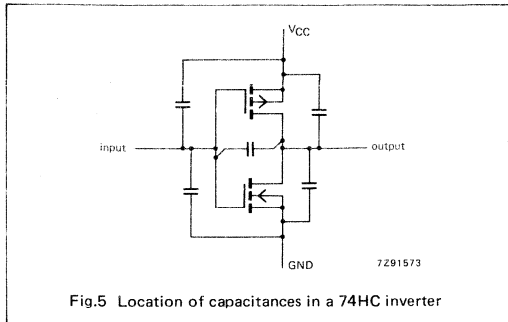 VCC
input
output
GND
7Z91573
Fig.5 Location of capacitances in a 74HC inverter